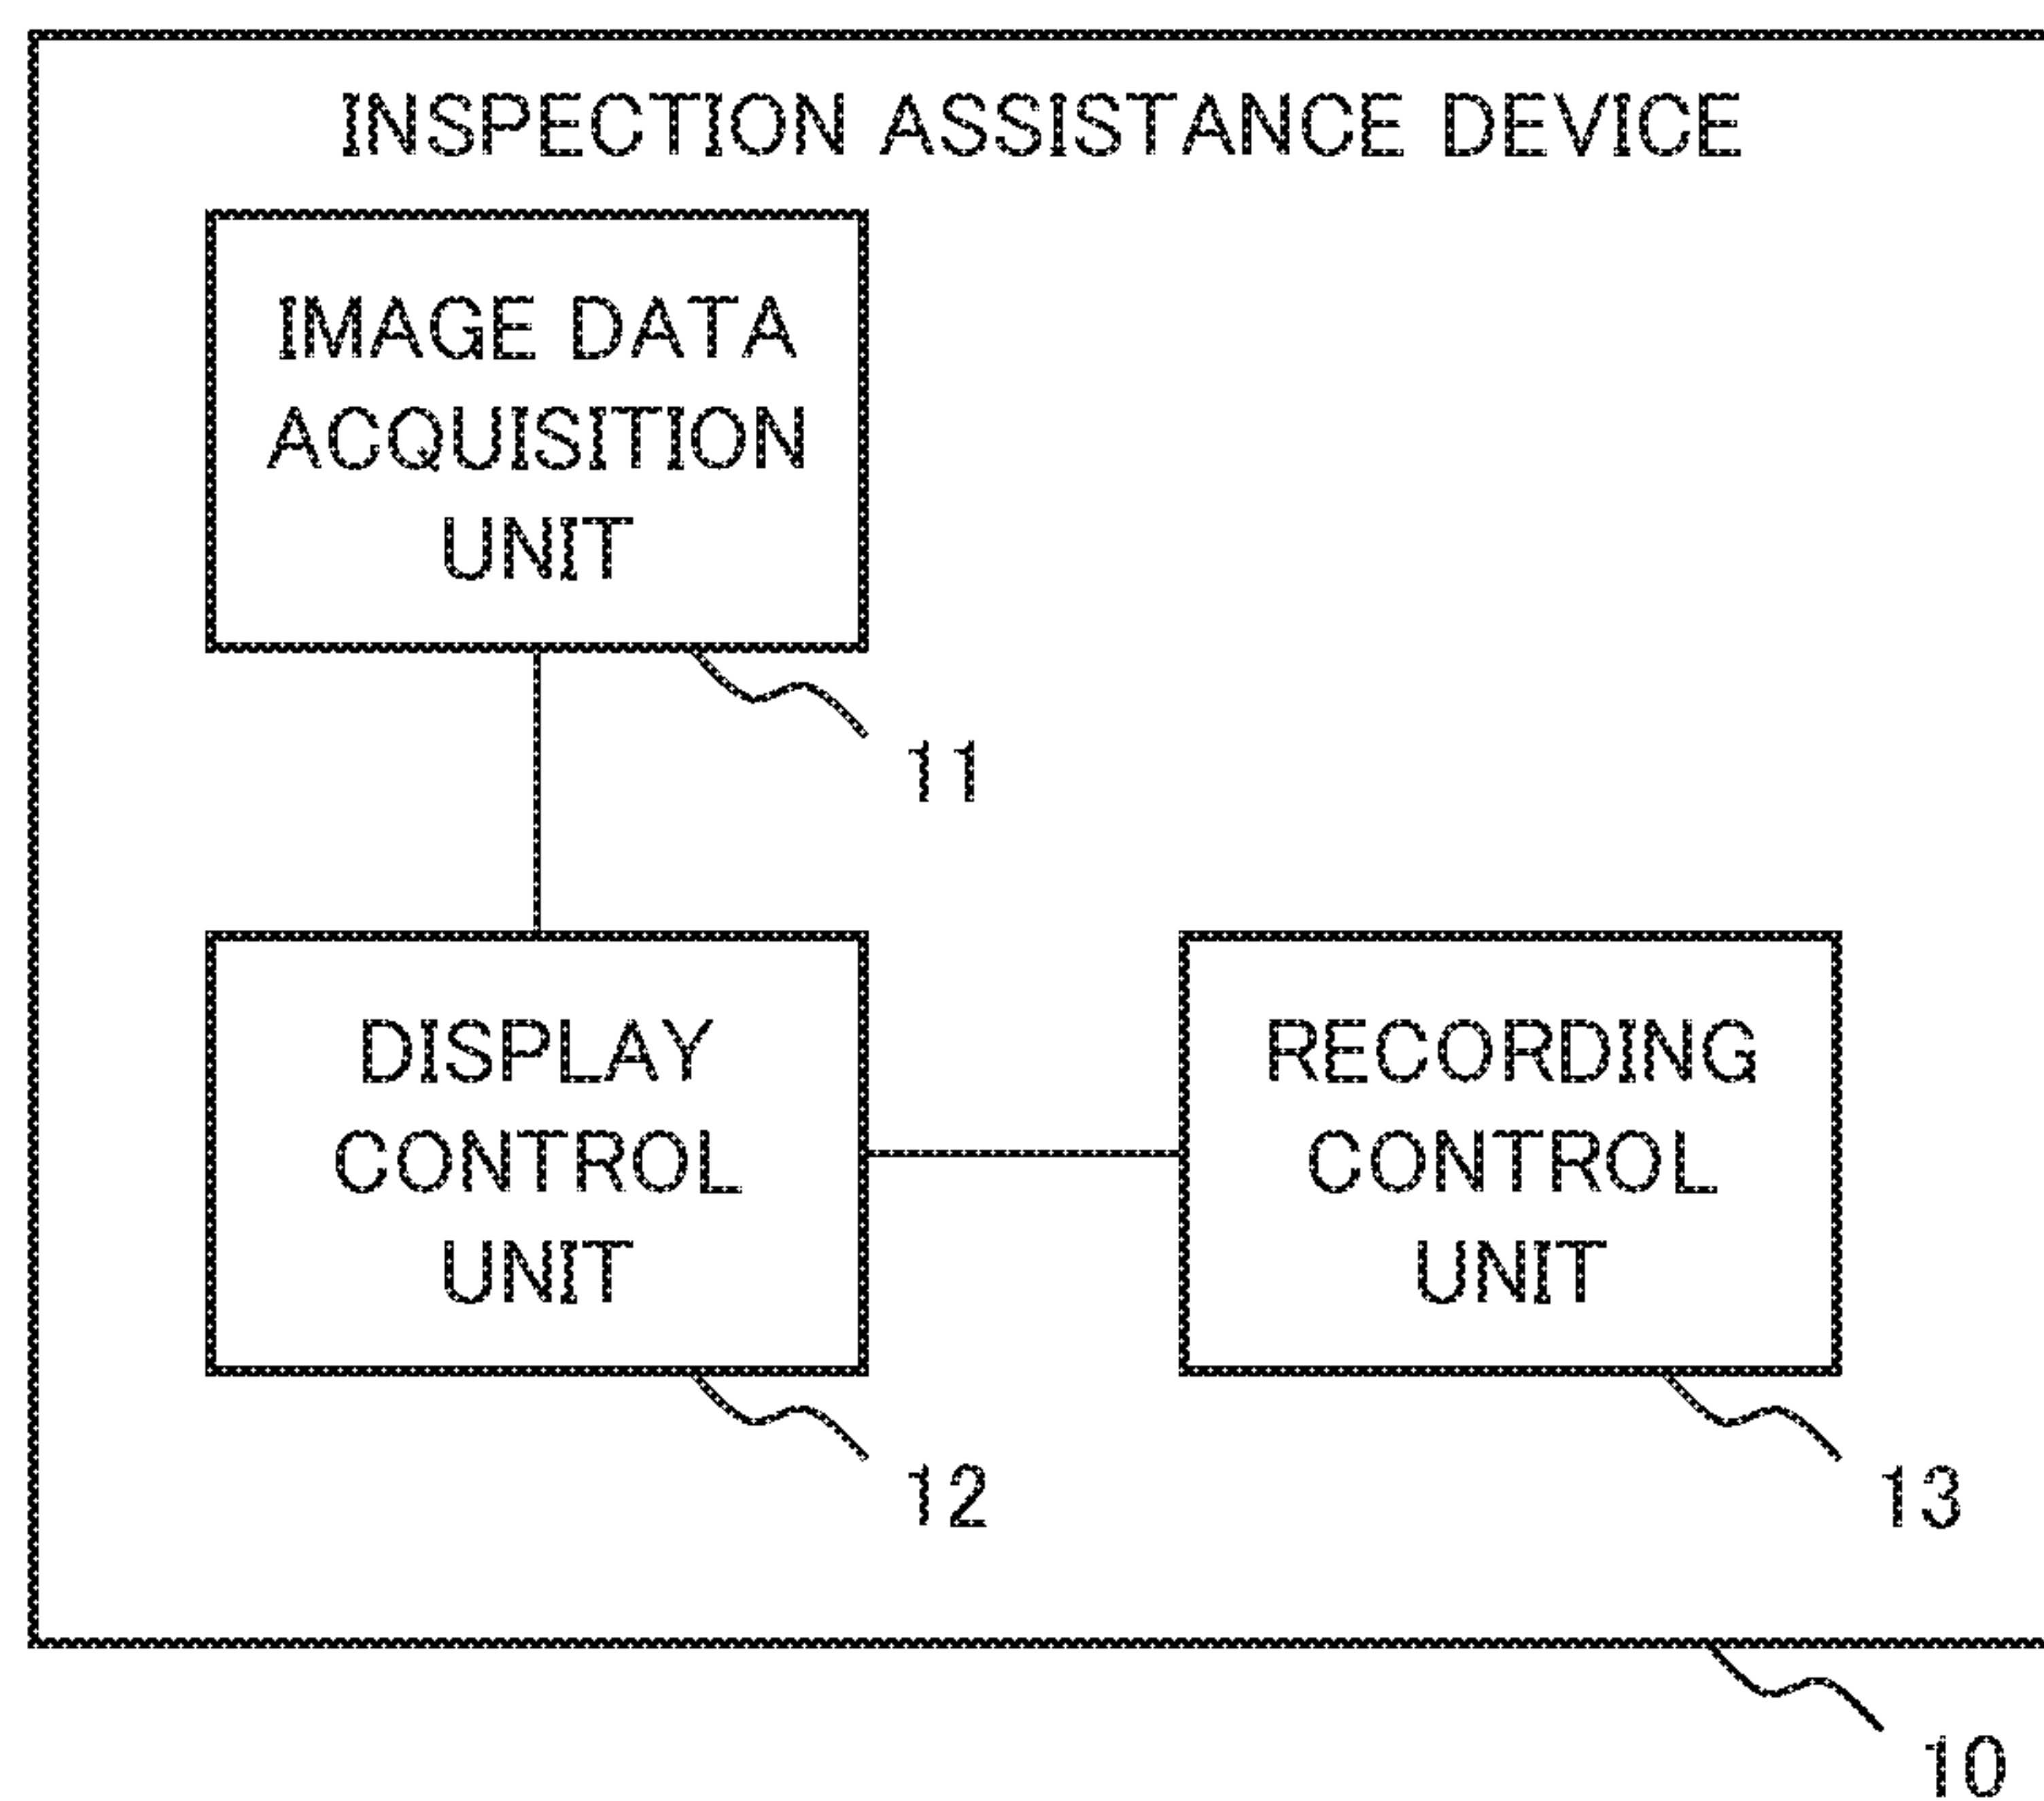 INSPECTION ASSISTANCE DEVICE
IMAGE DATA
ACQUISITION
UNIT
11
DISPLAY
CONTROL
UNIT
12
RECORDING
CONTROL
UNIT
13
10